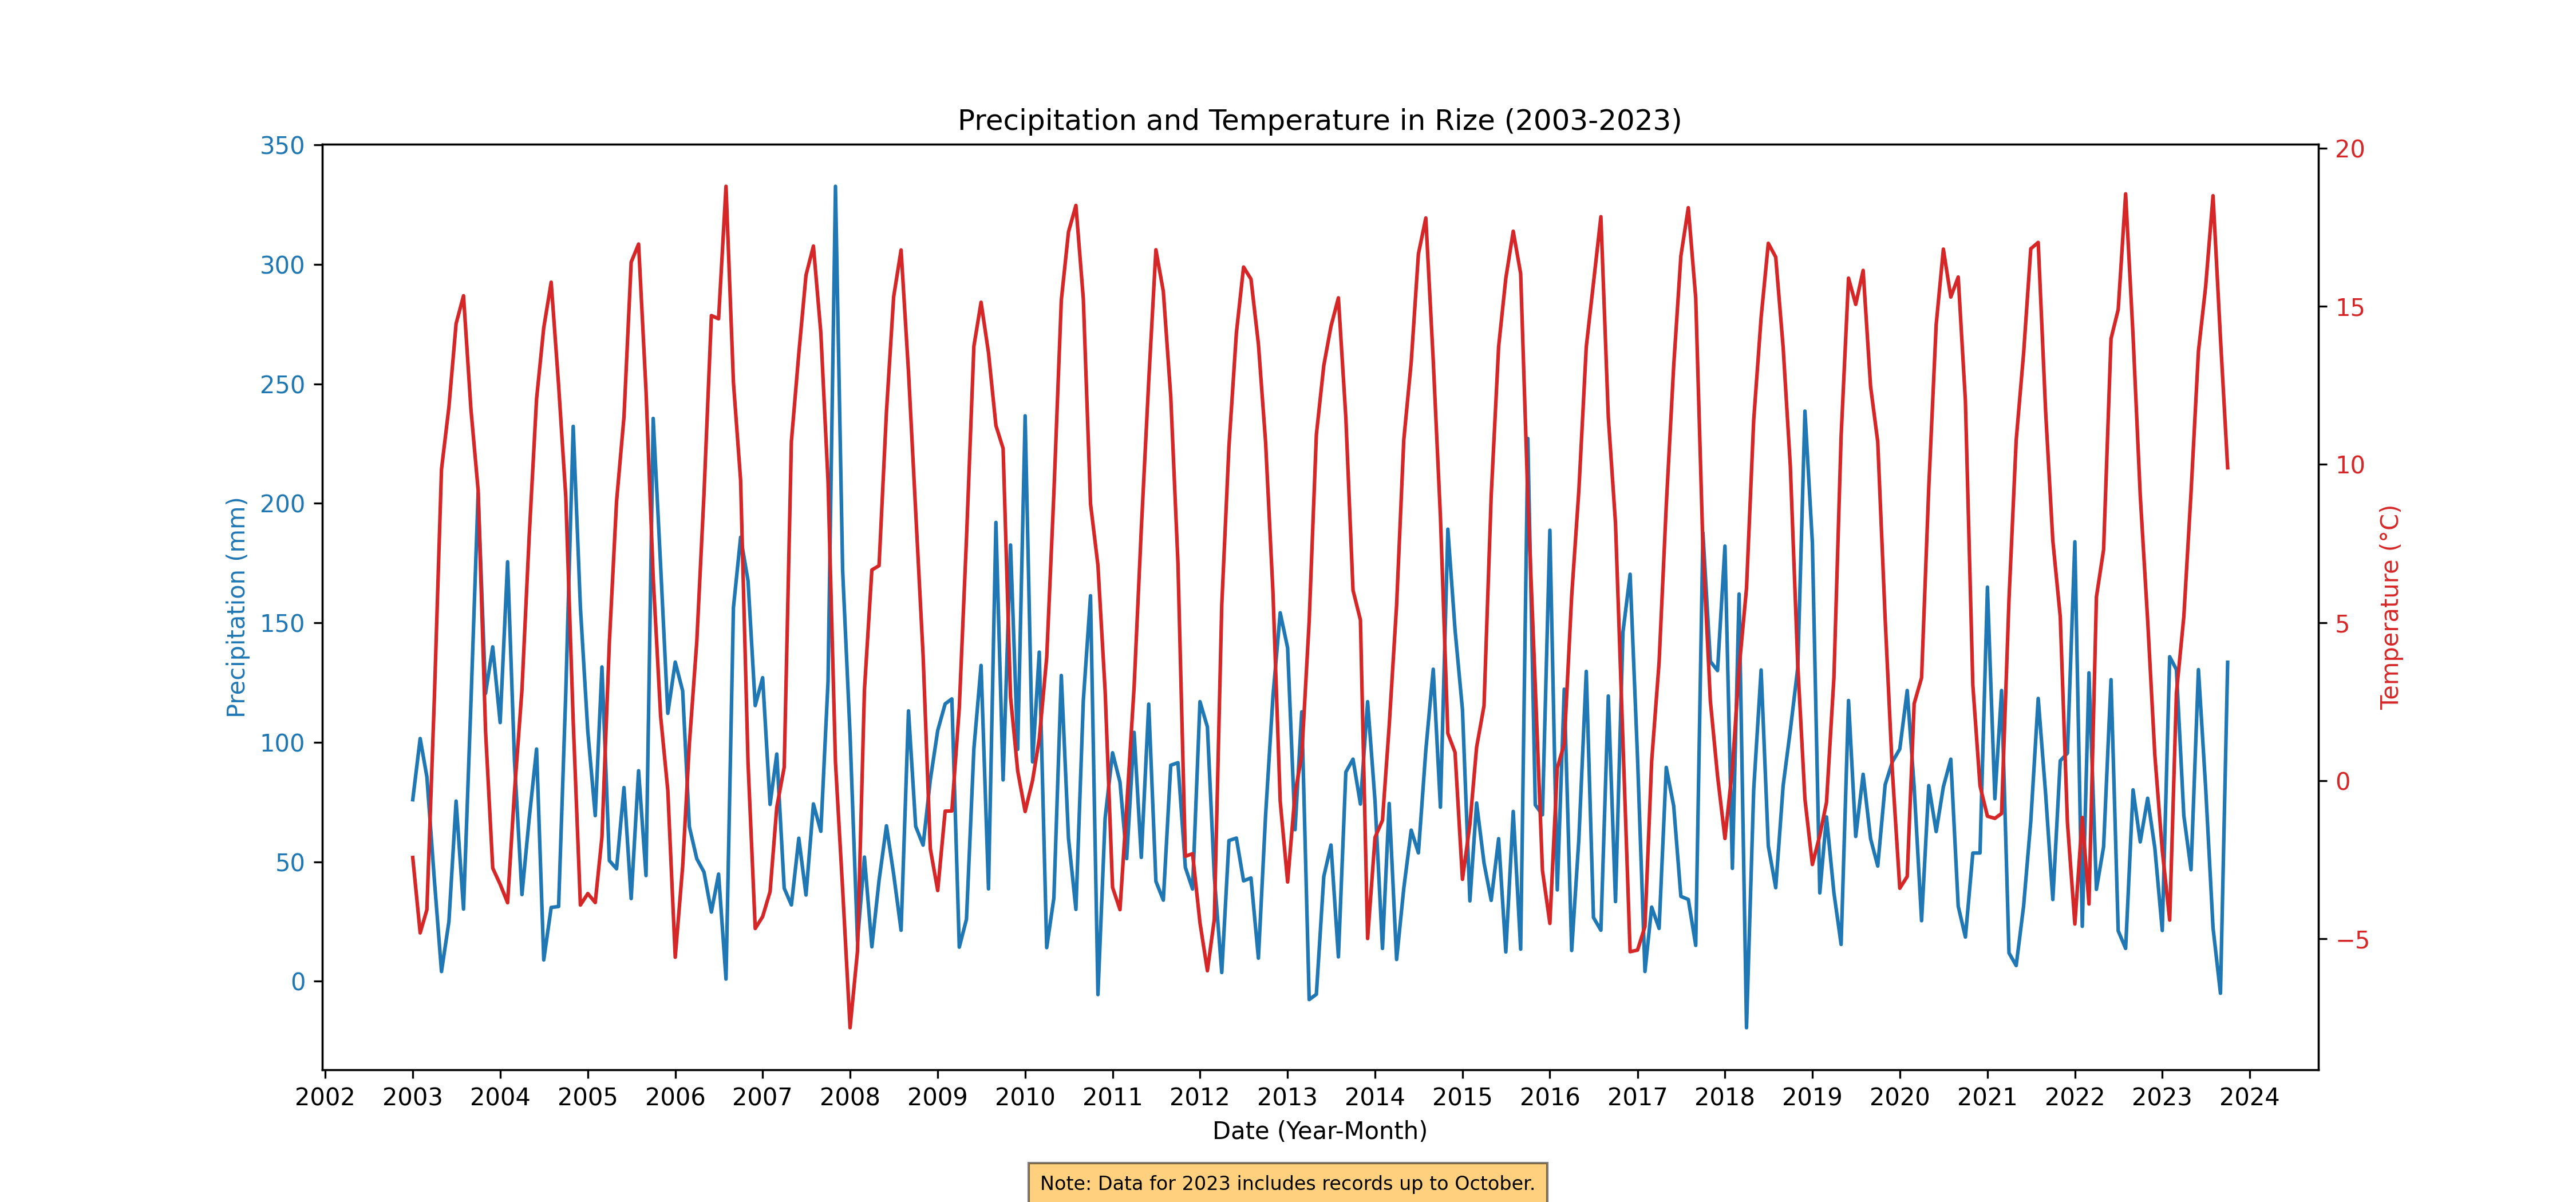 Precipitation and Temperature in Rize (2003-2023)
350
300
250
200
150
100
50
0
Precipitation (mm)
20
15
10
5
0
−5
Temperature (°C)
2002 2003 2004 2005 2006 2007 2008 2009 2010 2011 2012 2013 2014 2015 2016 2017 2018 2019 2020 2021 2022 2023 2024
Date (Year-Month)
Note: Data for 2023 includes records up to October.